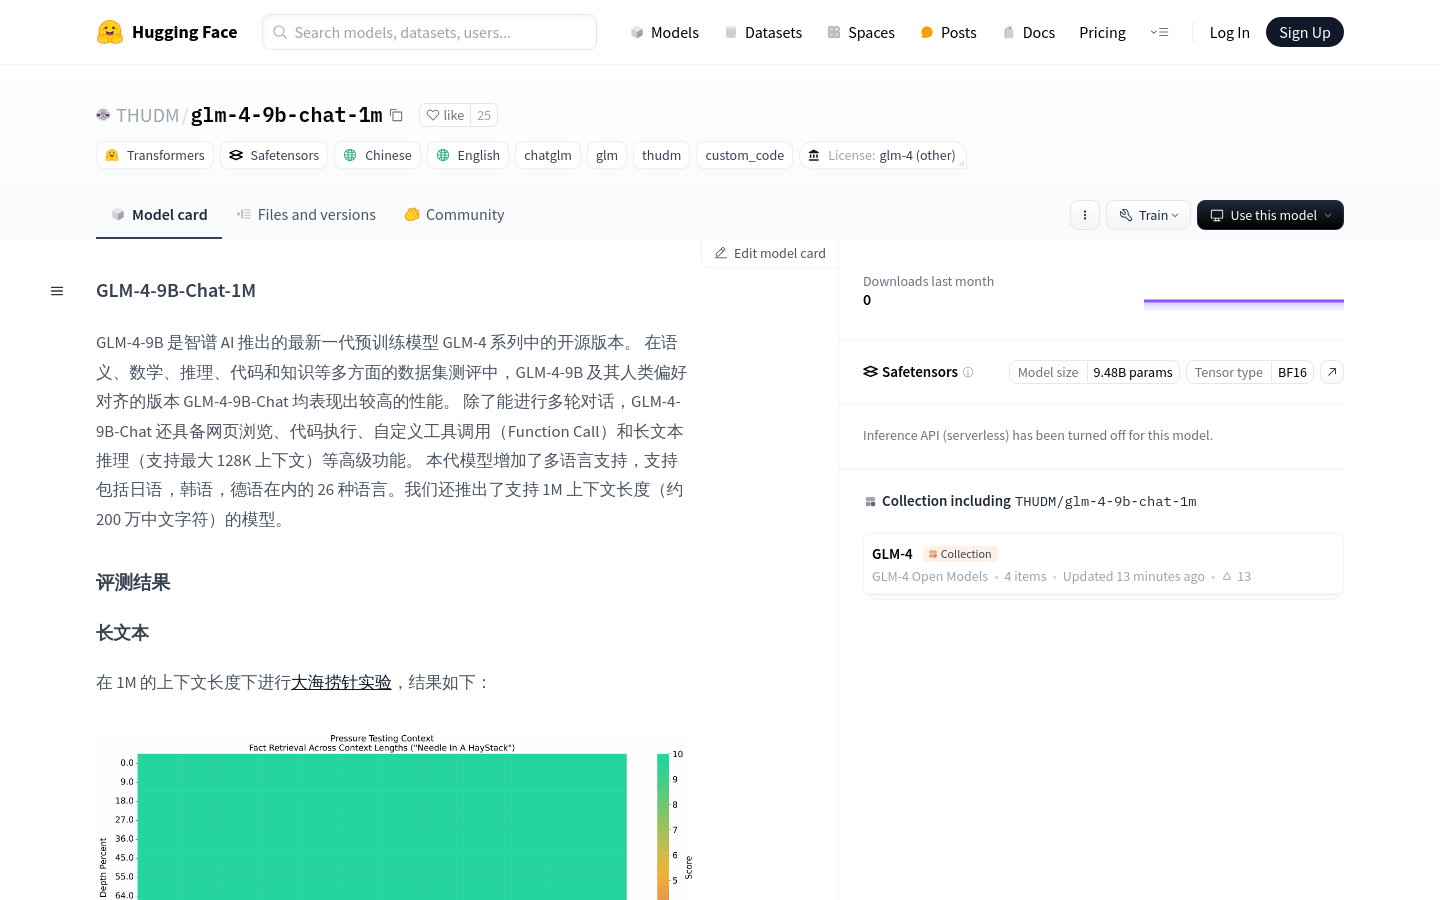 Hugging Face
Search models, datasets, users...
Models
Datasets
Spaces
Posts
Docs
Pricing
Log In
Sign Up
THUDM/glm-4-9b-chat-1m
like 25
Transformers
Safetensors
Chinese
English
chatglm
glm
thudm
custom_code
License: glm-4 (other)
Model card
Files and versions
Community
Train
Use this model
Edit model card
GLM-4-9B-Chat-1M
GLM-4-9B 是智谱 AI 推出的最新一代预训练模型 GLM-4 系列中的开源版本。 在语
义、数学、推理、代码和知识等多方面的数据集测评中，GLM-4-9B 及其人类偏好
对齐的版本 GLM-4-9B-Chat 均表现出较高的性能。 除了能进行多轮对话，GLM-4-
9B-Chat 还具备网页浏览、代码执行、自定义工具调用（Function Call）和长文本
推理（支持最大 128K 上下文）等高级功能。 本代模型增加了多语言支持，支持
包括日语，韩语，德语在内的 26 种语言。我们还推出了支持 1M 上下文长度（约
200 万中文字符）的模型。
评测结果
长文本
在 1M 的上下文长度下进行大海捞针实验，结果如下：
Pressure Testing Context
Fact Retrieval Across Context Lengths ("Needle In A HayStack")
0.0
9.0
18.0
27.0
36.0
45.0
55.0
64.0
Depth Percent
10
9
8
7
6
5
Score
Downloads last month
0
Safetensors
Model size 9.48B params
Tensor type BF16
Inference API (serverless) has been turned off for this model.
Collection including THUDM/glm-4-9b-chat-1m
GLM-4 Collection
GLM-4 Open Models • 4 items • Updated 13 minutes ago • 13